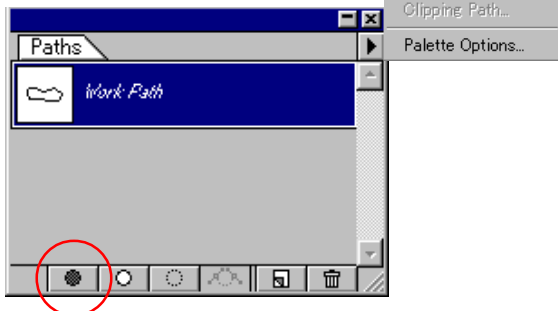 Clipping Path...
Paths
Palette Options...
Work Path